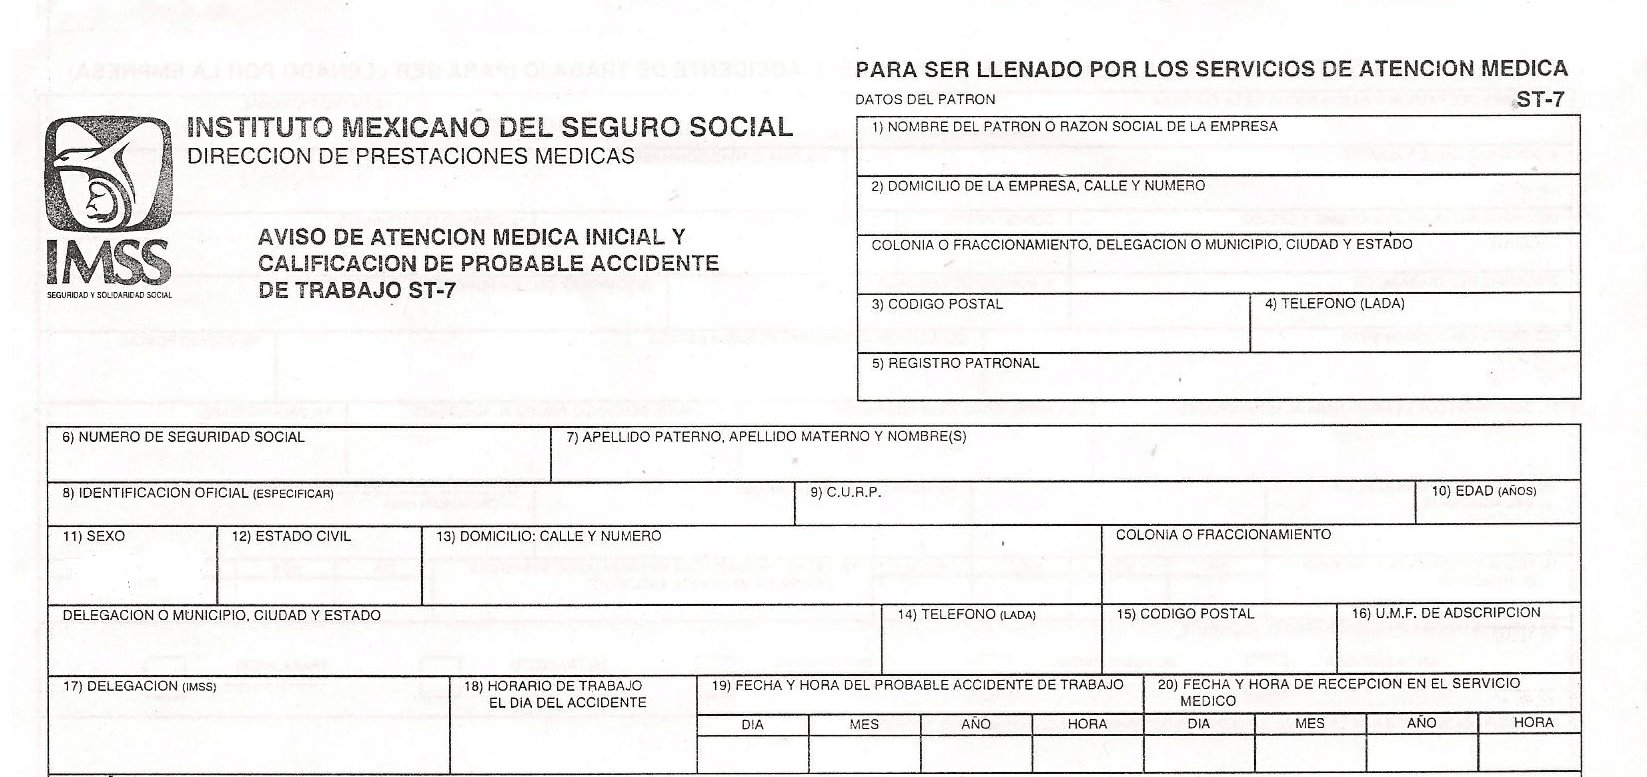 PARA SER LLENADO POR LOS SERVICIOS DE ATENCION MEDICA
DATOS DEL PATRON
ST-7
INSTITUTO MEXICANO DEL SEGURO SOCIAL
DIRECCION DE PRESTACIONES MEDICAS
IMSS
SEGURIDAD Y SOLIDARIDAD SOCIAL
AVISO DE ATENCION MEDICA INICIAL Y
CALIFICACION DE PROBABLE ACCIDENTE
DE TRABAJO ST-7
1) NOMBRE DEL PATRON O RAZON SOCIAL DE LA EMPRESA
2) DOMICILIO DE LA EMPRESA, CALLE Y NUMERO
COLONIA O FRACCIONAMIENTO, DELEGACION O MUNICIPIO, CIUDAD Y ESTADO
3) CODIGO POSTAL
4) TELEFONO (LADA)
5) REGISTRO PATRONAL
6) NUMERO DE SEGURIDAD SOCIAL
7) APELLIDO PATERNO, APELLIDO MATERNO Y NOMBRE(S)
8) IDENTIFICACION OFICIAL (ESPECIFICAR)
9) C.U.R.P.
10) EDAD (AÑOS)
11) SEXO
12) ESTADO CIVIL
13) DOMICILIO: CALLE Y NUMERO
COLONIA O FRACCIONAMIENTO
DELEGACION O MUNICIPIO, CIUDAD Y ESTADO
14) TELEFONO (LADA)
15) CODIGO POSTAL
16) U.M.F. DE ADSCRIPCION
17) DELEGACION (IMSS)
18) HORARIO DE TRABAJO
EL DIA DEL ACCIDENTE
19) FECHA Y HORA DEL PROBABLE ACCIDENTE DE TRABAJO
DIA MES AÑO HORA
20) FECHA Y HORA DE RECEPCION EN EL SERVICIO
MEDICO
DIA MES AÑO HORA